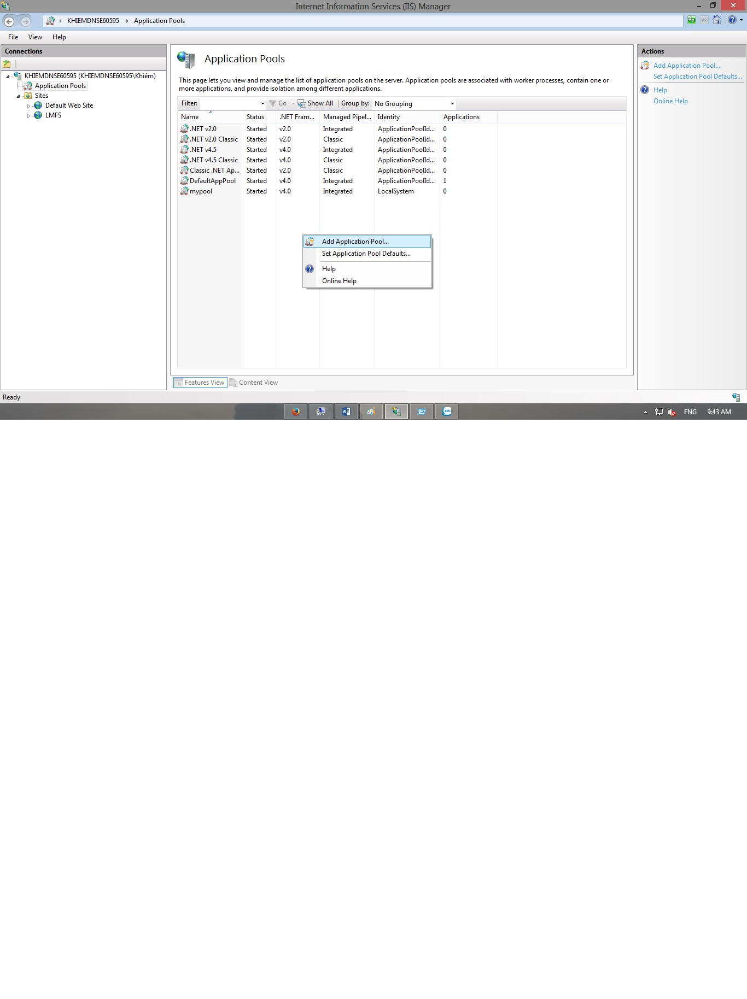 Internet Information Services (IIS) Manager
KHIEMDNSE60595 Application Pools
File View Help
Connections
KHIEMDNSE60595 (KHIEMDNSE60595\Khiêm)
Application Pools
Sites
Default Web Site
LMFS
Application Pools
This page lets you view and manage the list of application pools on the server. Application pools are associated with worker processes, contain one or
more applications, and provide isolation among different applications.
Filter: Go Show All Group by: No Grouping
Name Status .NET Fram... Managed Pipel... Identity Applications
.NET v2.0 Started v2.0 Integrated ApplicationPoolId... 0
.NET v2.0 Classic Started v2.0 Classic ApplicationPoolId... 0
.NET v4.5 Started v4.0 Integrated ApplicationPoolId... 0
.NET v4.5 Classic Started v4.0 Classic ApplicationPoolId... 0
Classic .NET Ap... Started v2.0 Classic ApplicationPoolId... 0
DefaultAppPool Started v4.0 Integrated ApplicationPoolId... 1
mypool Started v4.0 Integrated LocalSystem 0
Add Application Pool...
Set Application Pool Defaults...
Help
Online Help
Features View Content View
Actions
Add Application Pool...
Set Application Pool Defaults...
Help
Online Help
Ready
Zalo
ENG 9:43 AM